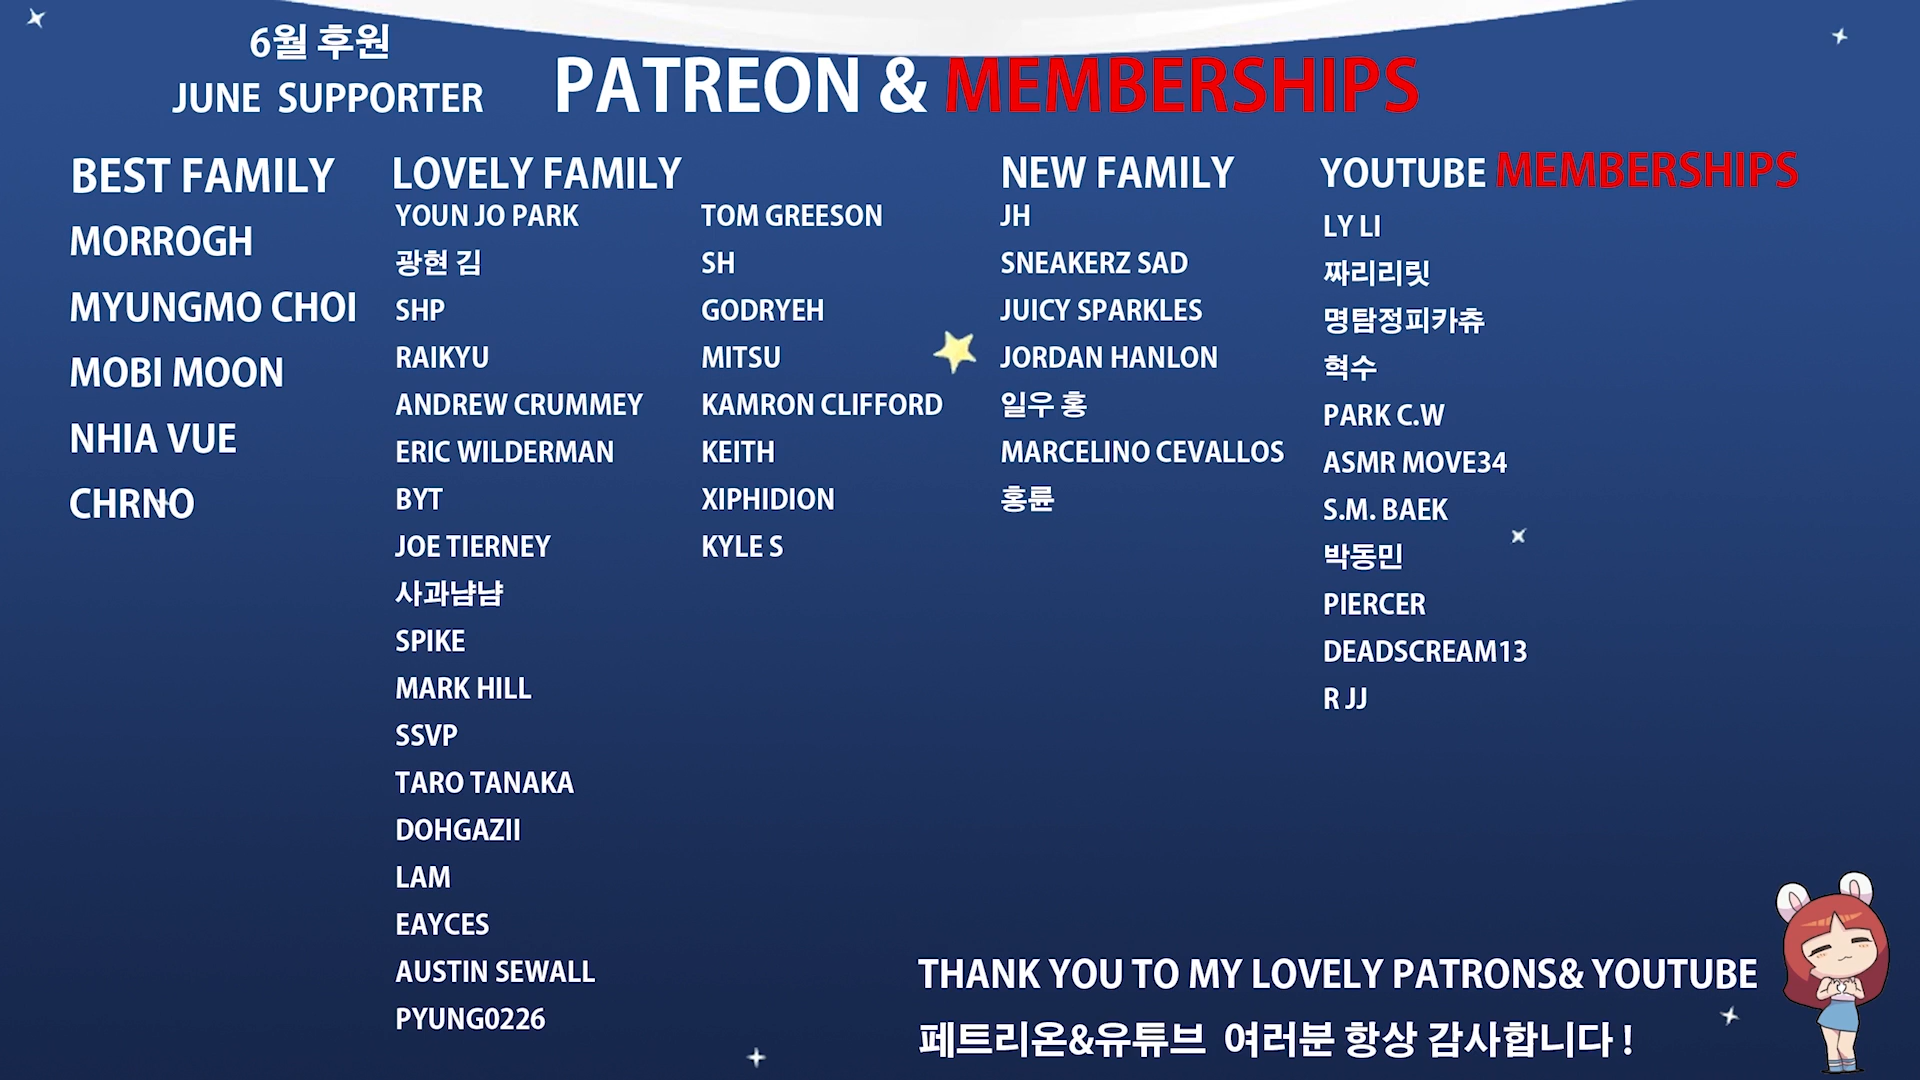 6월 후원
JUNE SUPPORTER
PATREON & MEMBERSHIPS
BEST FAMILY
MORROGH
MYUNGMO CHOI
MOBI MOON
NHIA VUE
CHRNO
LOVELY FAMILY
YOUN JO PARK
광현 김
SHP
RAIKYU
ANDREW CRUMMEY
ERIC WILDERMAN
BYT
JOE TIERNEY
사과냠냠
SPIKE
MARK HILL
SSVP
TARO TANAKA
DOHGAZII
LAM
EAYCES
AUSTIN SEWALL
PYUNG0226
TOM GREESON
SH
GODRYEH
MITSU
KAMRON CLIFFORD
KEITH
XIPHIDION
KYLE S
NEW FAMILY
JH
SNEAKERZ SAD
JUICY SPARKLES
JORDAN HANLON
일우 홍
MARCELINO CEVALLOS
홍륜
YOUTUBE MEMBERSHIPS
LY LI
짜리리릿
명탐정피카츄
혁수
PARK C.W
ASMR MOVE34
S.M. BAEK
박동민
PIERCER
DEADSCREAM13
R JJ
THANK YOU TO MY LOVELY PATRONS& YOUTUBE
페트리온&유튜브 여러분 항상 감사합니다 !